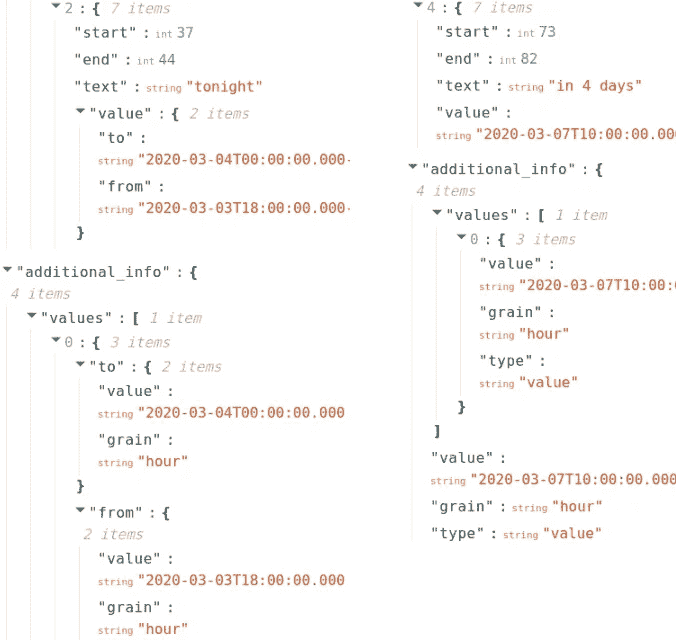 2 : { 7 items
"start" : int 37
"end" : int 44
"text" : string "tonight"
"value" : { 2 items
"to" :
string "2020-03-04T00:00:00.000-
"from" :
string "2020-03-03T18:00:00.000-
}
"additional_info" : {
4 items
"values" : [ 1 item
0 : { 3 items
"to" : { 2 items
"value" :
string "2020-03-04T00:00:00.000
"grain" :
string "hour"
}
"from" : {
2 items
"value" :
string "2020-03-03T18:00:00.000
"grain" :
string "hour"
4 : { 7 items
"start" : int 73
"end" : int 82
"text" : string "in 4 days"
"value" :
string "2020-03-07T10:00:00.00
"additional_info" : {
4 items
"values" : [ 1 item
0 : { 3 items
"value" :
string "2020-03-07T10:00:
"grain" :
string "hour"
"type" :
string "value"
}
]
"value" :
string "2020-03-07T10:00:00.000
"grain" : string "hour"
"type" : string "value"